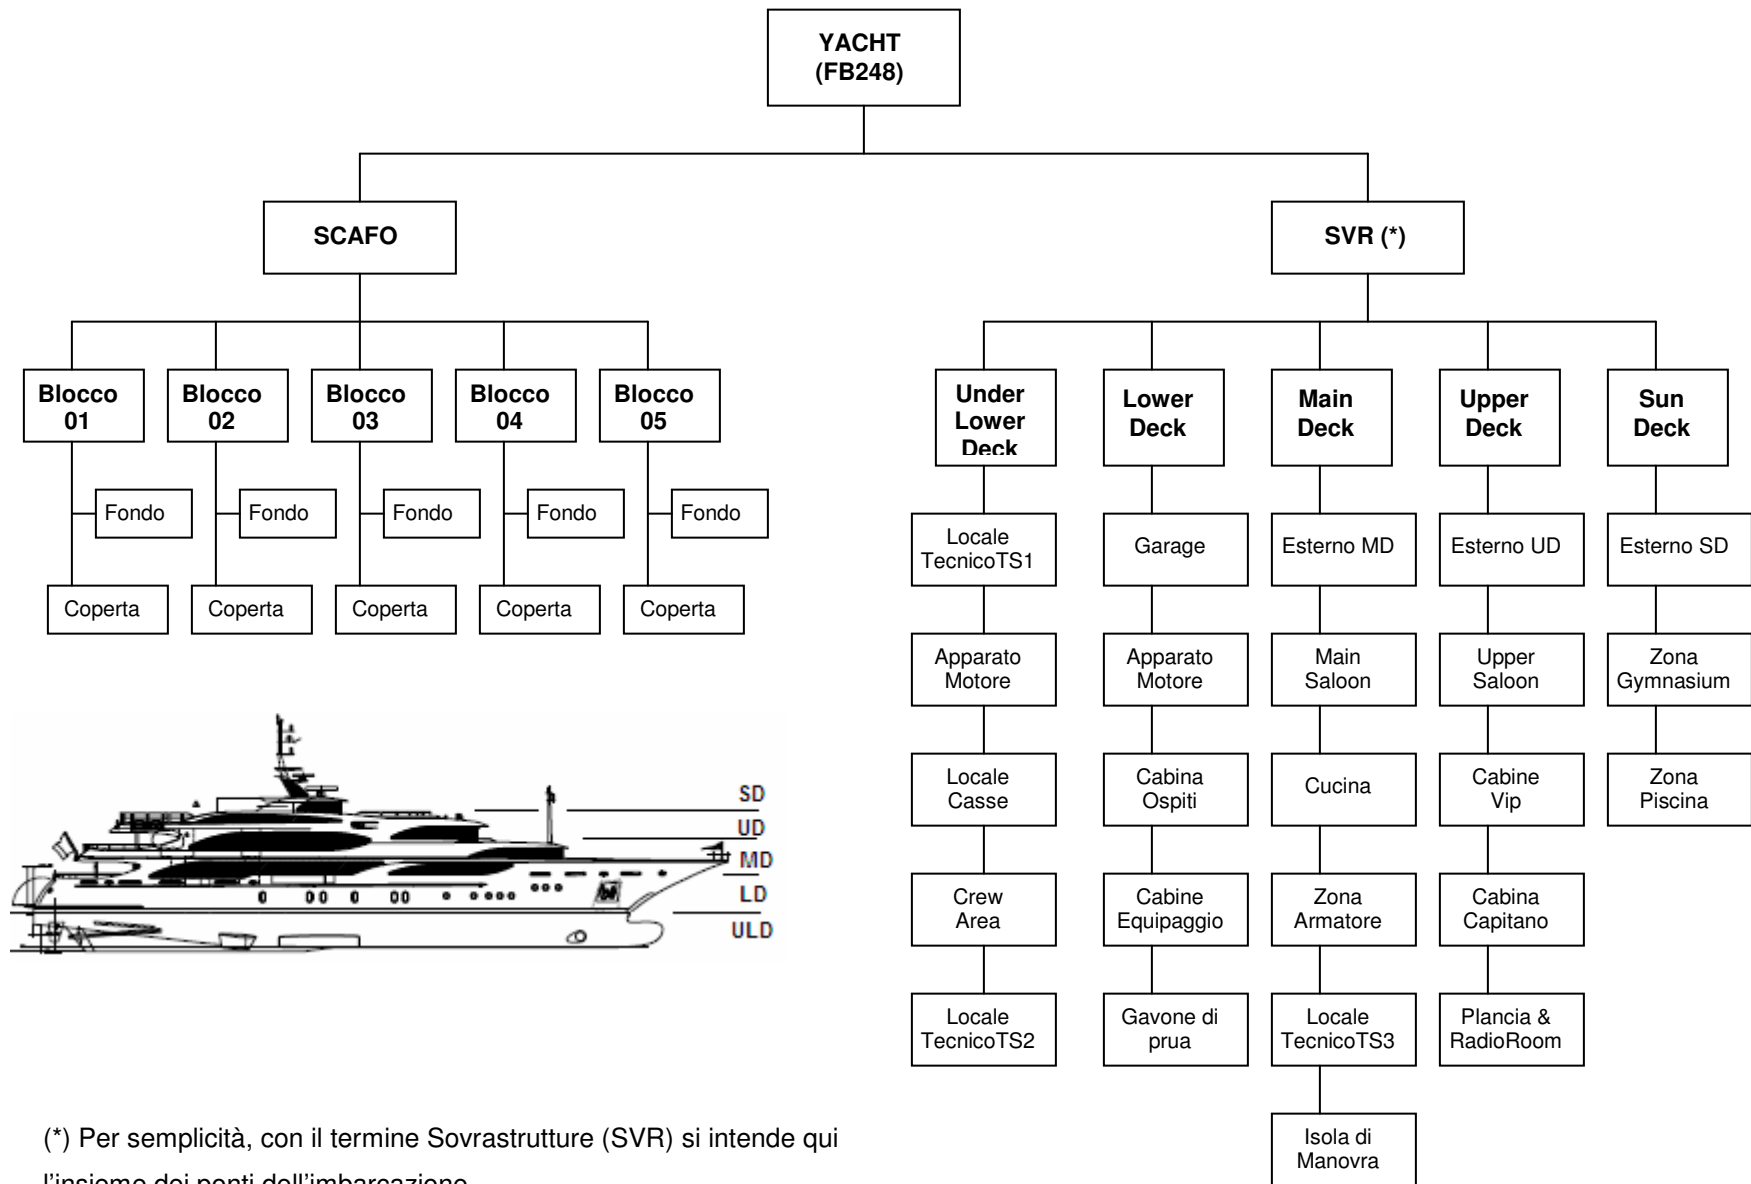 YACHT
(FB248)
SCAFO
SVR (*)
Blocco
01
Blocco
02
Blocco
03
Blocco
04
Blocco
05
Under
Lower
Deck
Lower
Deck
Main
Deck
Upper
Deck
Sun
Deck
Fondo
Fondo
Fondo
Fondo
Fondo
Coperta
Coperta
Coperta
Coperta
Coperta
Locale
TecnicoTS1
Garage
Esterno MD
Esterno UD
Esterno SD
Apparato
Motore
Apparato
Motore
Main
Saloon
Upper
Saloon
Zona
Gymnasium
Locale
Casse
Cabina
Ospiti
Cucina
Cabine
Vip
Zona
Piscina
Crew
Area
Cabine
Equipaggio
Zona
Armatore
Cabina
Capitano
Locale
TecnicoTS2
Gavone di
prua
Locale
TecnicoTS3
Plancia &
RadioRoom
Isola di
Manovra
SD
UD
MD
LD
ULD
(*) Per semplicità, con il termine Sovrastrutture (SVR) si intende qui
l'insieme dei ponti dell'imbarcazione